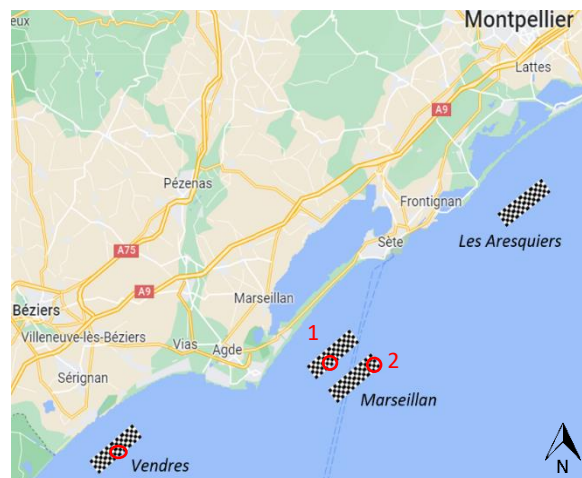 eux
Montpellier
Lattes
A9
Pézenas
Frontignan
A75
Sète
Les Aresquiers
A9
Marseillan
Béziers
Villeneuve-lès-Béziers
Vias
Agde
1
2
Sérignan
Marseillan
Vendres
N